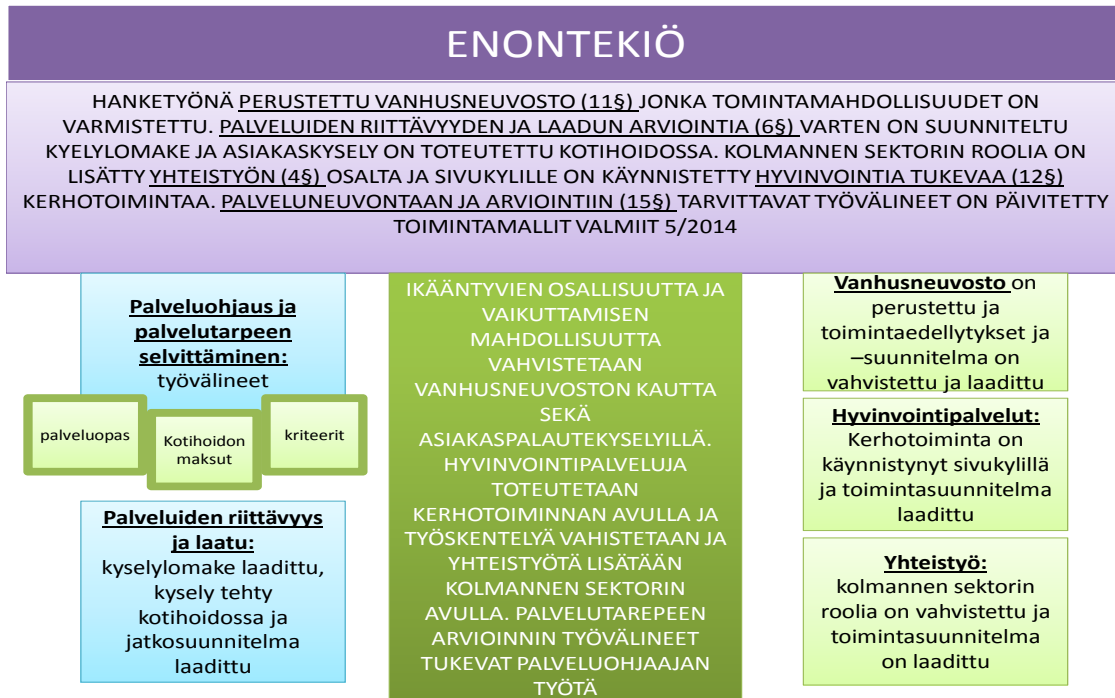 ENONTEKIÖ
HANKETYÖNÄ PERUSTETTU VANHUSNEUVOSTO (11§) JONKA TOMINTAMAHDOLLISUUDET ON
VARMISTETTU. PALVELUIDEN RIITTÄVYYDEN JA LAADUN ARVIOINTIA (6§) VARTEN ON SUUNNITELTU
KYELYLOMAKE JA ASIAKASKYSELY ON TOTEUTETTU KOTIHOIDOSSA. KOLMANNEN SEKTORIN ROOLIA ON
LISÄTTY YHTEISTYÖN (4§) OSALTA JA SIVUKYLILLE ON KÄYNNISTETTY HYVINVOINTIA TUKEVAA (12§)
KERHOTOIMINTAA. PALVELUNEUVONTAAN JA ARVIOINTIIN (15§) TARVITTAVAT TYÖVÄLINEET ON PÄIVITETTY
TOIMINTAMALLIT VALMIIT 5/2014
Palveluohjaus ja
palvelutarpeen
selvittäminen:
työvälineet
palveluopas
Kotihoidon
maksut
kriteerit
Palveluiden riittävyys
ja laatu:
kyselylomake laadittu,
kysely tehty
kotihoidossa ja
jatkosuunnitelma
laadittu
IKÄÄNTYVIEN OSALLISUUTTA JA
VAIKUTTAMISEN
MAHDOLLISUUTTA
VAHVISTETAAN
VANHUSNEUVOSTON KAUTTA
SEKÄ
ASIAKASPALAUTEKYSELYILLÄ.
HYVINVOINTIPALVELUJA
TOTEUTETAAN
KERHOTOIMINNAN AVULLA JA
TYÖSKENTELYÄ VAHISTETAAN JA
YHTEISTYÖTÄ LISÄTÄÄN
KOLMANNEN SEKTORIN
AVULLA. PALVELUTAREPEEN
ARVIOINNIN TYÖVÄLINEET
TUKEVAT PALVELUOHJAAJAN
TYÖTÄ
Vanhusneuvosto on
perustettu ja
toimintaedellytykset ja
–suunnitelma on
vahvistettu ja laadittu
Hyvinvointipalvelut:
Kerhotoiminta on
käynnistynyt sivukylillä
ja toimintasuunnitelma
laadittu
Yhteistyö:
kolmannen sektorin
roolia on vahvistettu ja
toimintasuunnitelma
on laadittu